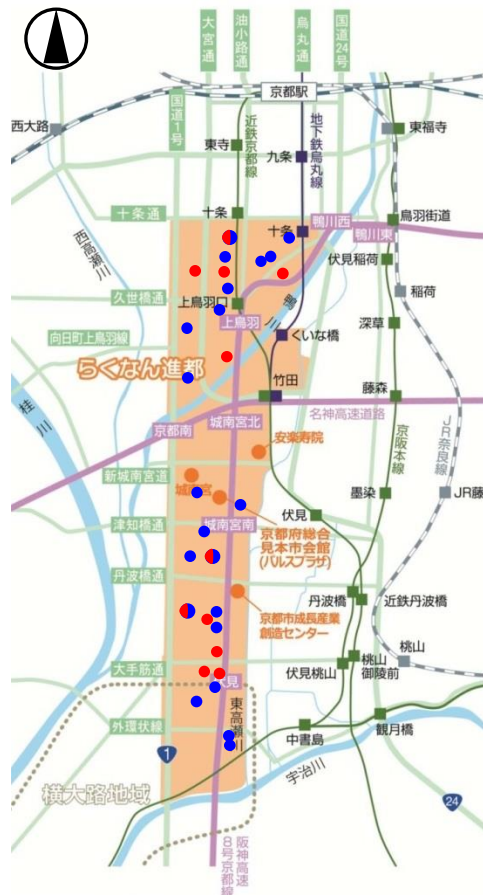 大宮通
油小路通
烏丸通
国道24号
京都駅
国道1号
西大路
東寺
近鉄京都線
九条
地下鉄烏丸線
東福寺
十条通
十条
十条
鴨川西
鴨川東
鳥羽街道
伏見稲荷
稲荷
西高瀬川
久世橋通
上鳥羽口
上鳥羽
鴨川
くいな橋
深草
向日町上鳥羽線
らくなん進都
竹田
藤森
桂川
京都南
城南宮北
名神高速道路
安楽寿院
京阪本線
JR奈良線
新城南宮道
城南宮
墨染
JR藤
津知橋通
城南宮南
伏見
京都府総合
見本市会館
(パルスプラザ)
丹波橋通
丹波橋
近鉄丹波橋
京都市成長産業
創造センター
大手筋通
伏見桃山
桃山
御陵前
桃山
伏見
外環状線
東高瀬川
中書島
観月橋
1
宇治川
横大路地域
24
阪神高速
8号京都線